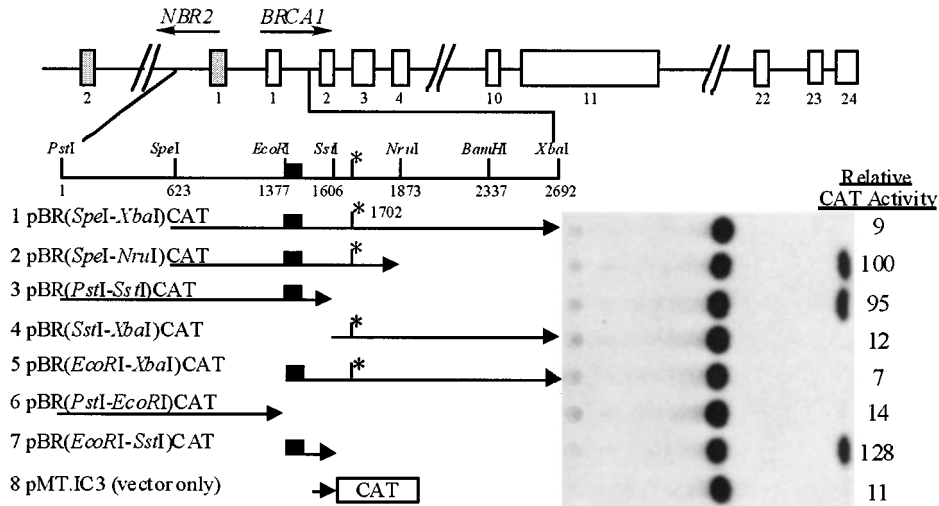 NBR2 BRCA1
2 1 1 2 3 4 10 11 22 23 24
PstI SpeI EcoRI SstI * NruI BamHI XbaI
1 623 1377 1606 1873 2337 2692
Relative
CAT Activity
1 pBR(SpeI-XbaI)CAT * 1702 9
2 pBR(SpeI-NruI)CAT * 100
3 pBR(PstI-SstI)CAT 95
4 pBR(SstI-XbaI)CAT * 12
5 pBR(EcoRI-XbaI)CAT * 7
6 pBR(PstI-EcoRI)CAT 14
7 pBR(EcoRI-SstI)CAT 128
8 pMT.IC3 (vector only) CAT 11